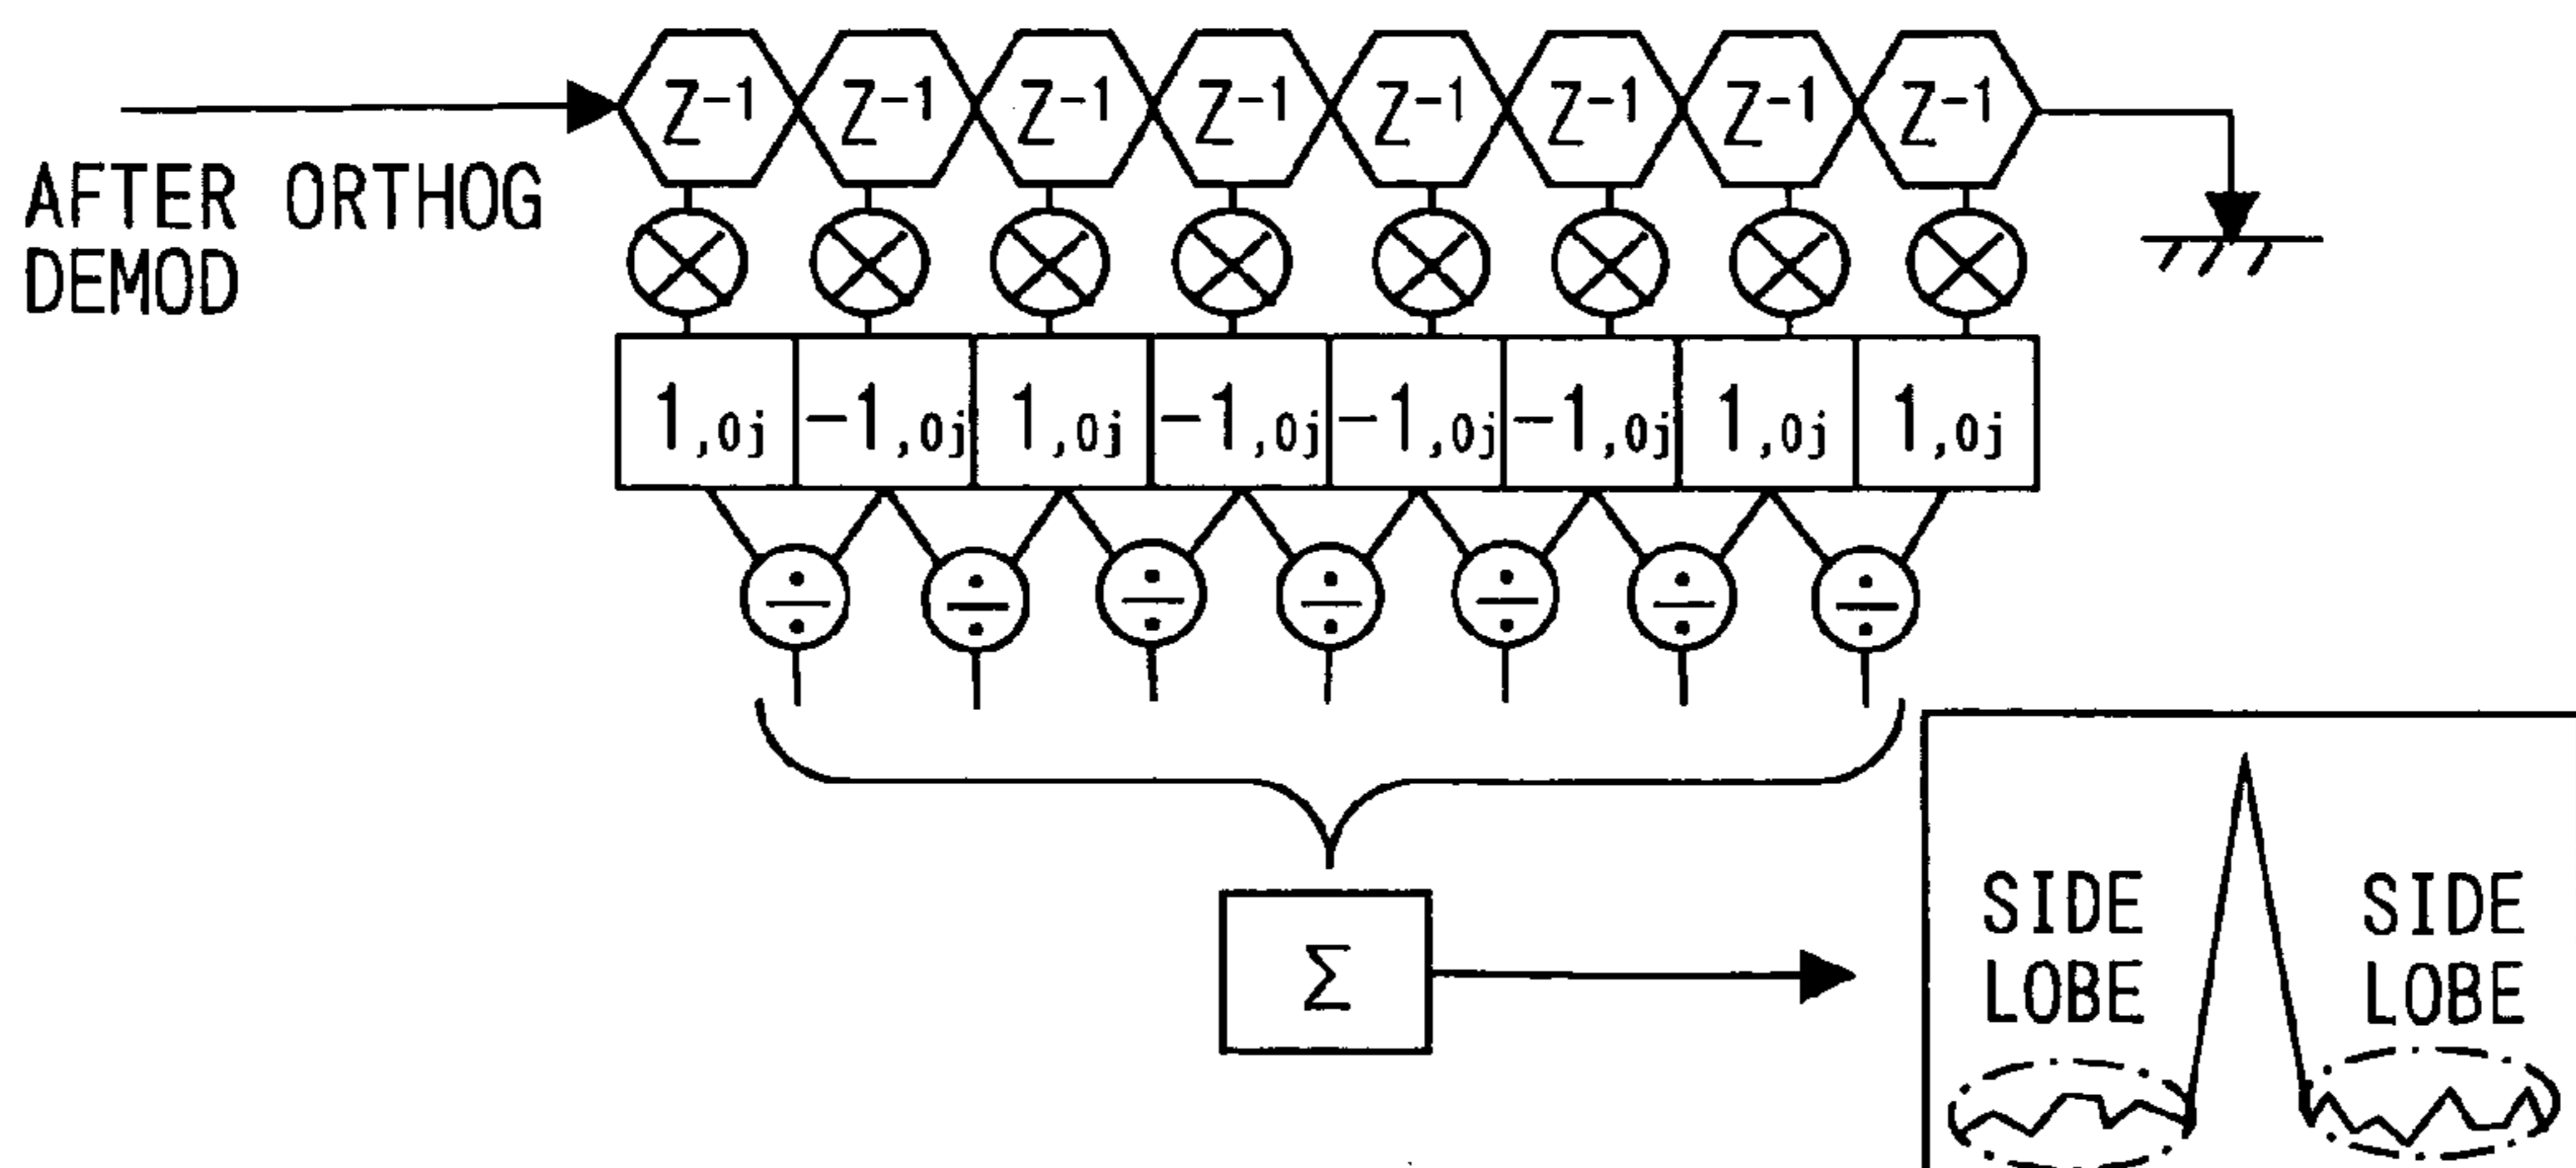 Z⁻¹ Z⁻¹ Z⁻¹ Z⁻¹ Z⁻¹ Z⁻¹ Z⁻¹ Z⁻¹
AFTER ORTHOG
DEMOD
1,0j -1,0j 1,0j -1,0j -1,0j -1,0j 1,0j 1,0j
Σ
SIDE
LOBE
SIDE
LOBE